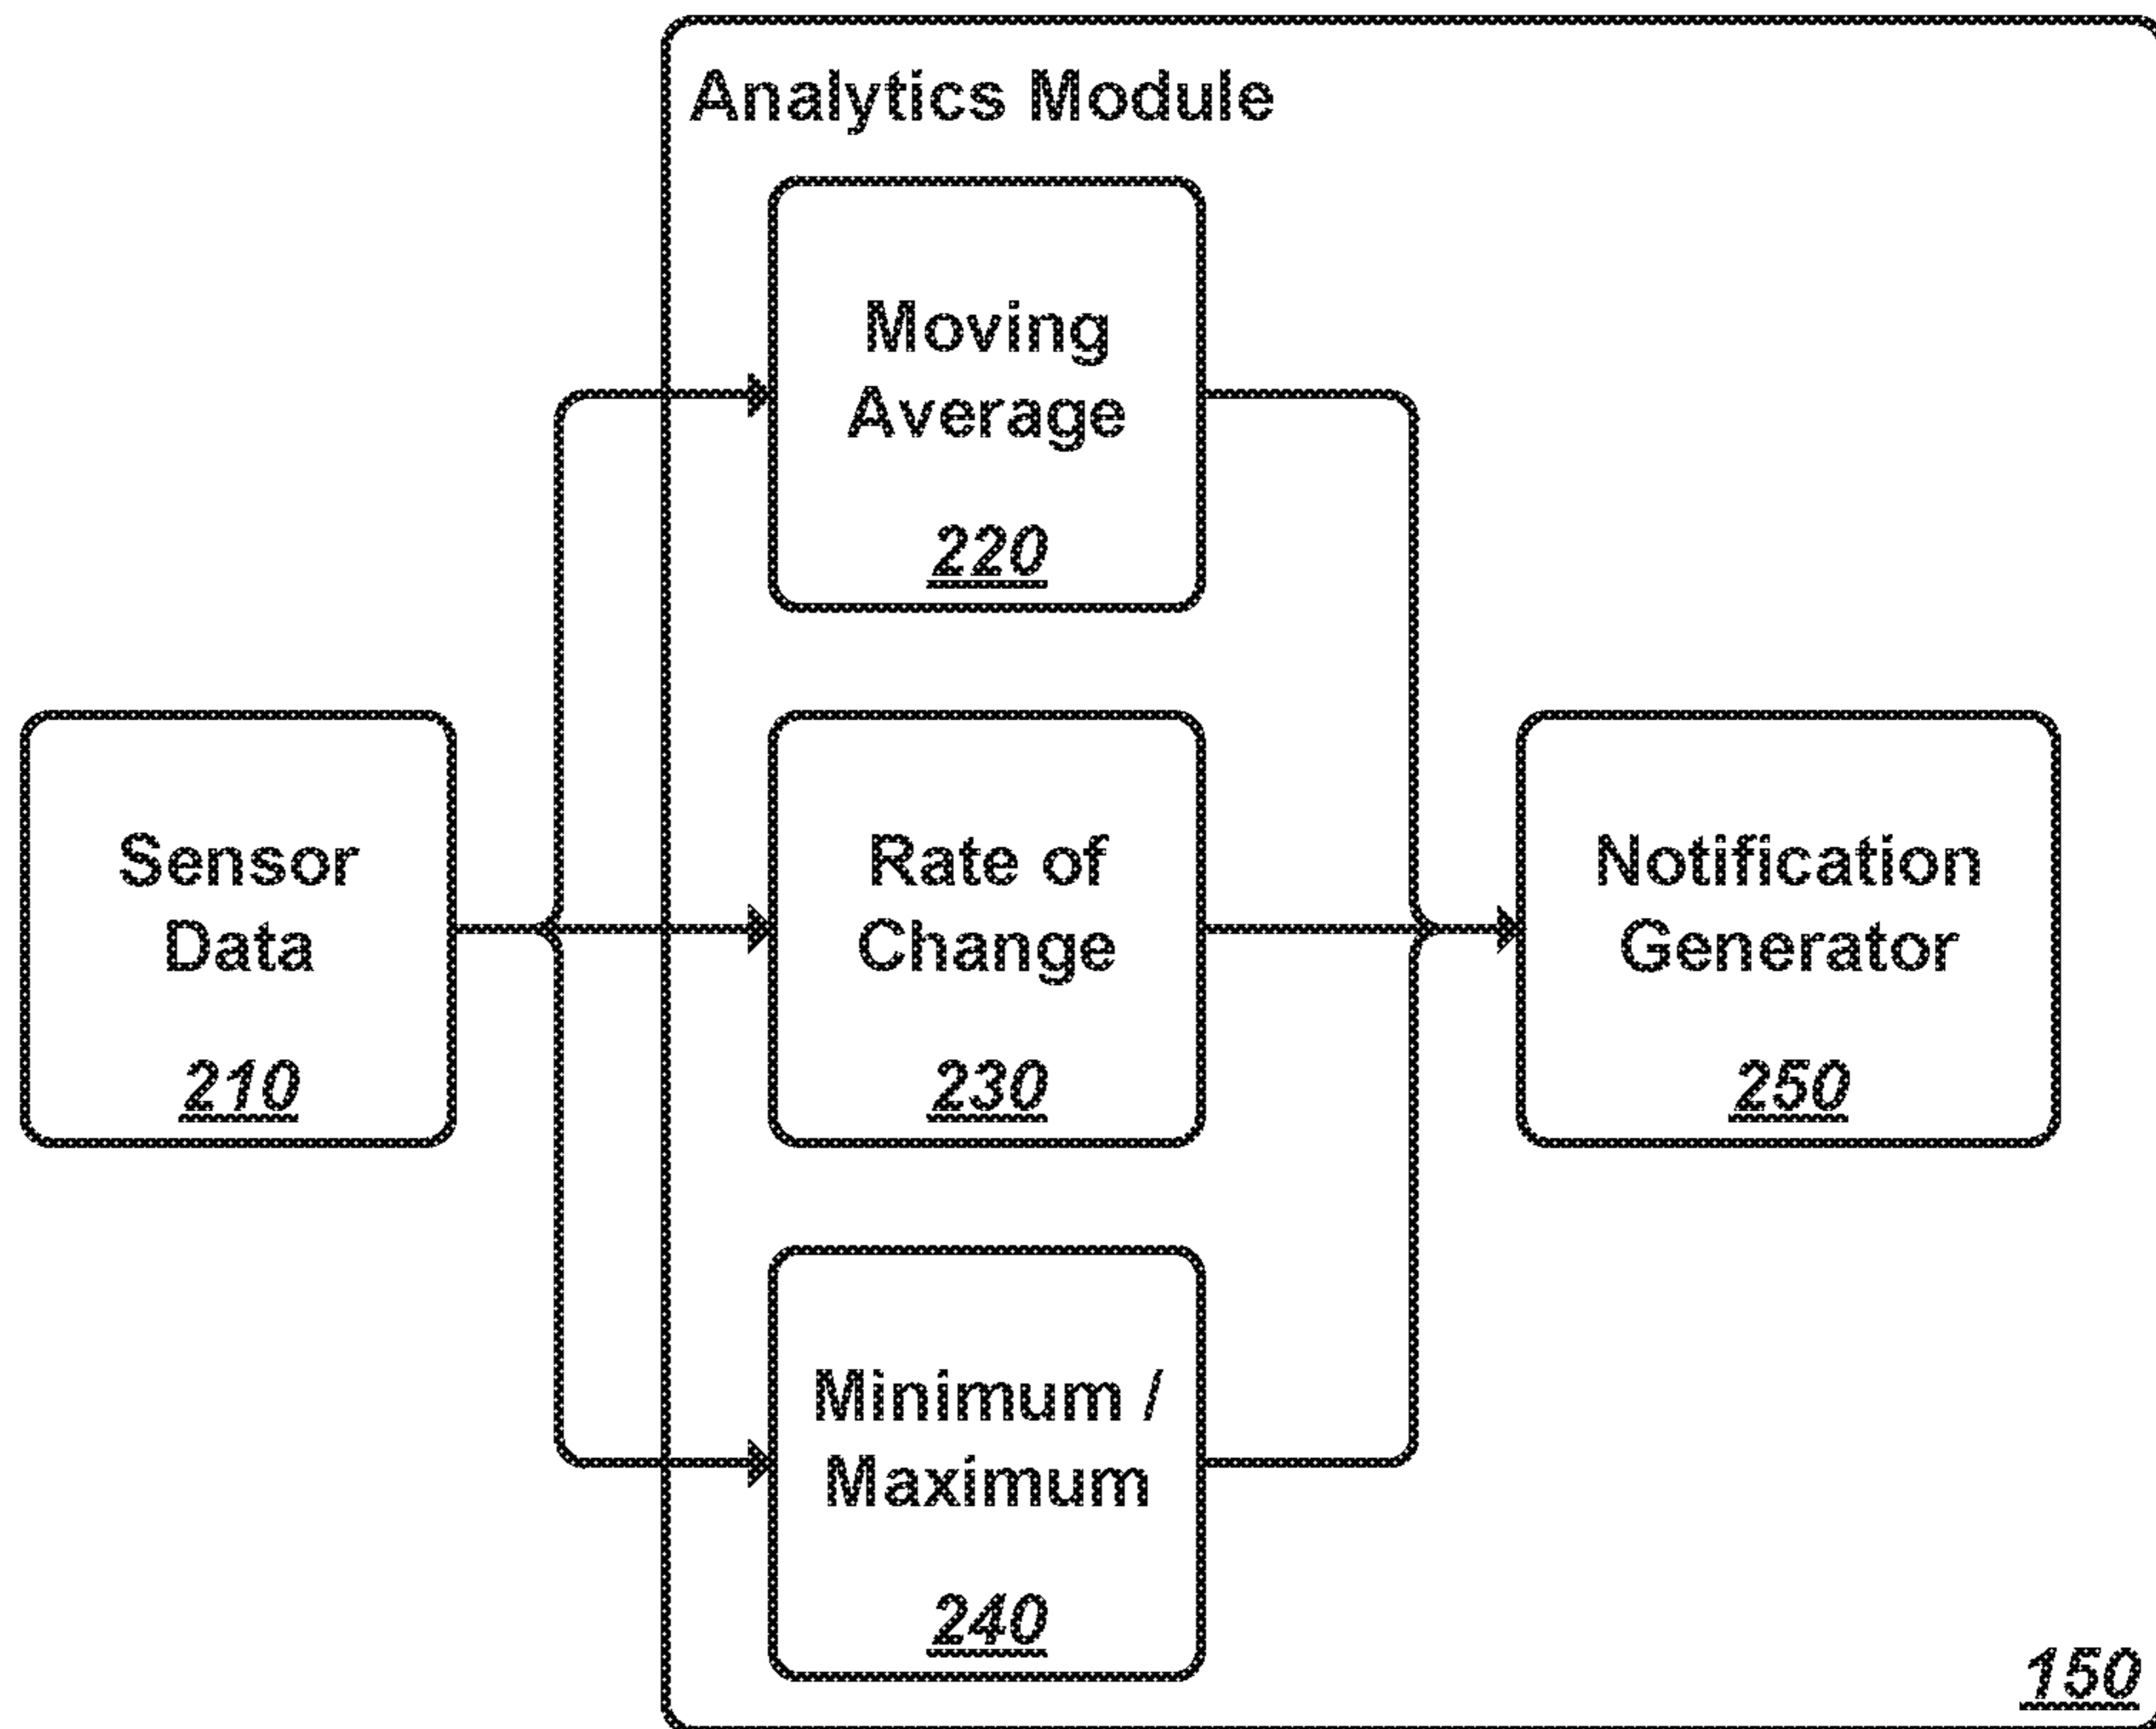 Analytics Module
Moving
Average
220
Sensor
Data
210
Rate of
Change
230
Notification
Generator
250
Minimum /
Maximum
240
150